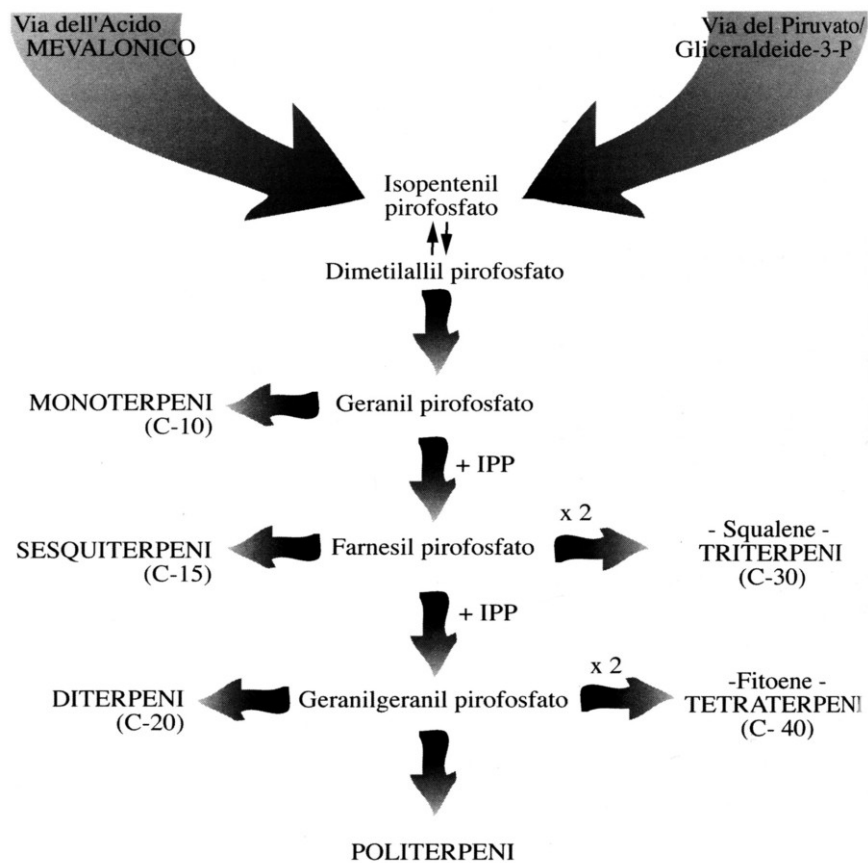 Via dell'Acido
MEVALONICO
Via del Piruvato/
Gliceraldeide-3-P
Isopentenil
pirofosfato
Dimetilallil pirofosfato
MONOTERPENI
(C-10)
Geranil pirofosfato
+ IPP
SESQUITERPENI
(C-15)
Farnesil pirofosfato
x 2
- Squalene -
TRITERPENI
(C-30)
+ IPP
DITERPENI
(C-20)
Geranilgeranil pirofosfato
x 2
-Fitoene -
TETRATERPENI
(C- 40)
POLITERPENI